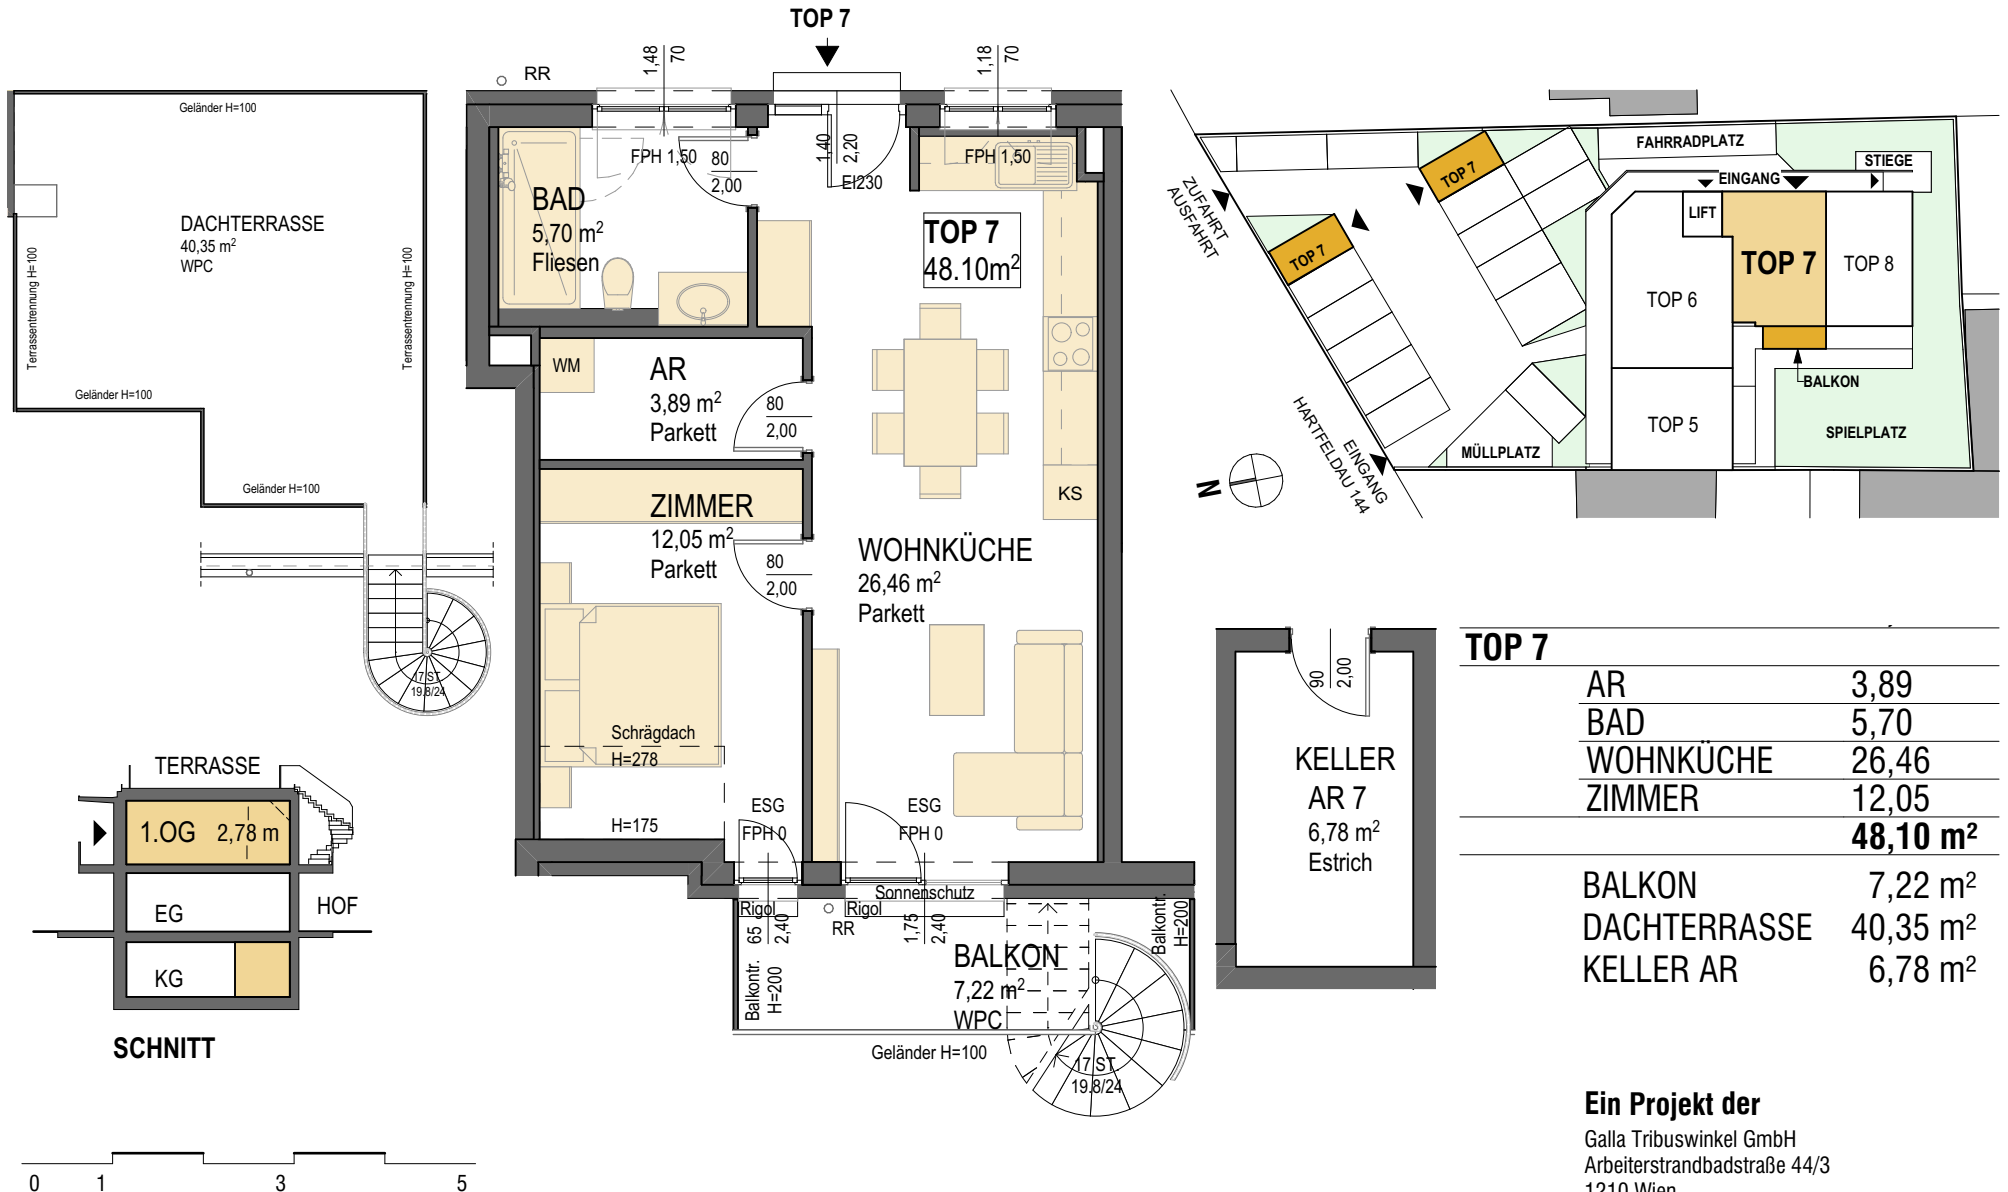 TOP 7
RR
1,48
70
1,18
70
Geländer H=100
DACHTERRASSE
40,35 m²
WPC
Terrassentrennung H=100
Terrassentrennung H=100
Geländer H=100
Geländer H=100
17 ST.
19.8/24
FPH 1,50
80
2,00
1,40
2,20
EI230
FPH 1,50
BAD
5,70 m²
Fliesen
TOP 7
48.10m²
WM
AR
3,89 m²
Parkett
80
2,00
KS
ZIMMER
12,05 m²
Parkett
80
2,00
WOHNKÜCHE
26,46 m²
Parkett
Schrägdach
H=278
H=175
ESG
FPH 0
ESG
FPH 0
Sonnenschutz
Rigol
Rigol
RR
65
2,40
1,75
2,40
Balkontr.
H=200
Balkontr.
H=200
BALKON
7,22 m²
WPC
Geländer H=100
17 ST.
19.8/24
ZUFAHRT
AUSFAHRT
TOP 7
TOP 7
FAHRRADPLATZ
STIEGE
EINGANG
LIFT
TOP 7
TOP 8
TOP 6
BALKON
TOP 5
SPIELPLATZ
MÜLLPLATZ
EINGANG
HARTFELDAU 144
N
90
2,00
KELLER
AR 7
6,78 m²
Estrich
TOP 7
AR 3,89
BAD 5,70
WOHNKÜCHE 26,46
ZIMMER 12,05
48,10 m²
BALKON 7,22 m²
DACHTERRASSE 40,35 m²
KELLER AR 6,78 m²
TERRASSE
1.OG 2,78 m
EG
HOF
KG
SCHNITT
0 1 3 5
Ein Projekt der
Galla Tribuswinkel GmbH
Arbeiterstrandbadstraße 44/3
1210 Wien